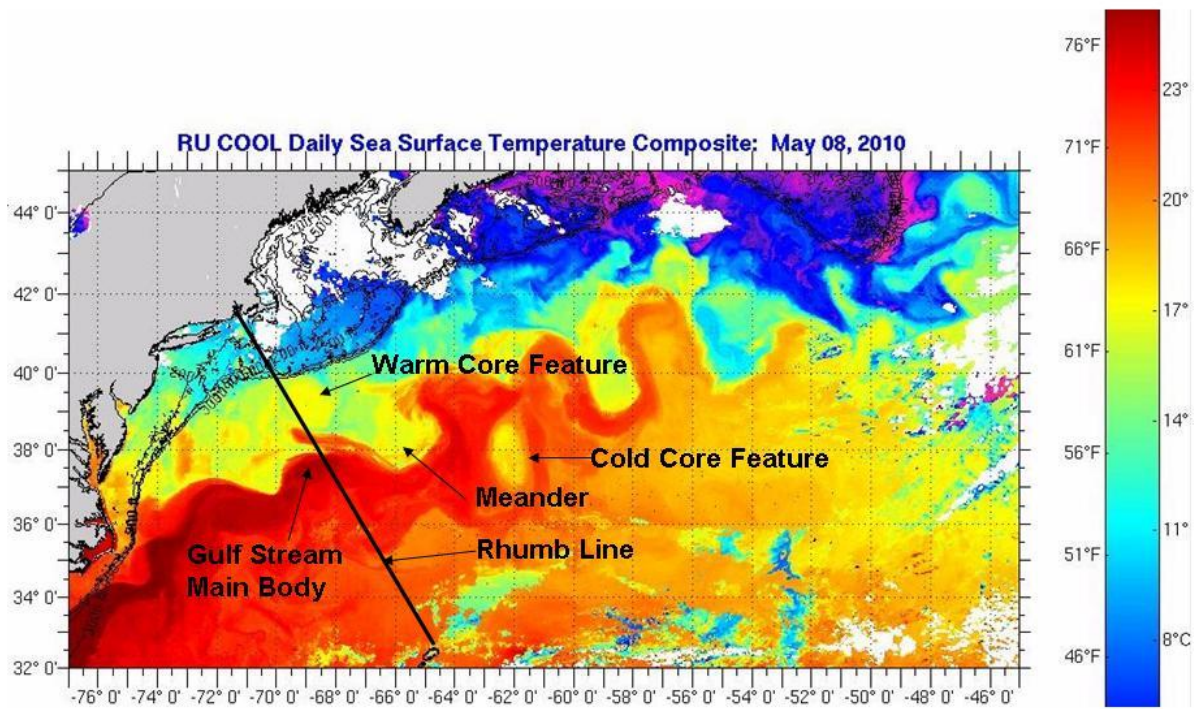 76°F
23°
RU COOL Daily Sea Surface Temperature Composite: May 08, 2010
71°F
20°
44° 0'
66°F
42° 0'
17°
61°F
40° 0'
Warm Core Feature
14°
38° 0'
Cold Core Feature
Meander
36° 0'
Gulf Stream
Main Body
Rhumb Line
51°F
11°
34° 0'
8°C
46°F
32° 0'
-76° 0' -74° 0' -72° 0' -70° 0' -68° 0' -66° 0' -64° 0' -62° 0' -60° 0' -58° 0' -56° 0' -54° 0' -52° 0' -50° 0' -48° 0' -46° 0'